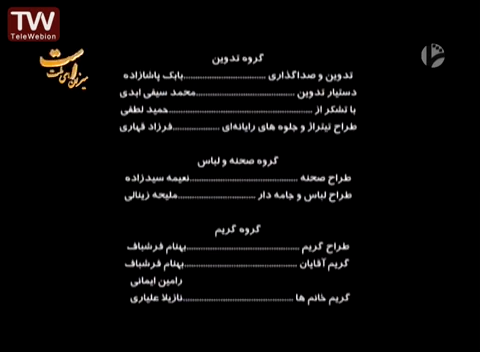 TW
TeleWebion
گروه تدوین
تدوین و صداگذاری ........................ بابک پاشازاده
دستیار تدوین ........................ محمد سیفی ابدی
با تشکر از ........................ حمید لطفی
طراح تیتراژ و جلوه های رایانه‌ای ........................ فرزاد قهاری
گروه صحنه و لباس
طراح صحنه ........................ نعیمه سیدزاده
طراح لباس و جامه دار ........................ ملیحه زینالی
گروه گریم
طراح گریم ........................ بهنام فرشباف
گریم آقایان ........................ بهنام فرشباف
رامین ایمانی
گریم خانم ها ........................ نازیلا علیاری